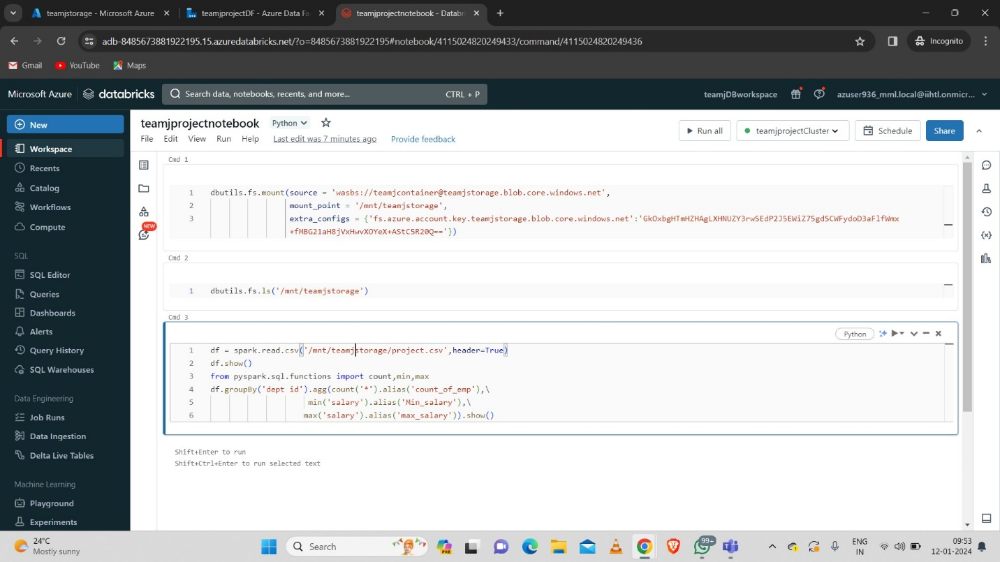 teamjstorage - Microsoft Azure
teamjprojectDF - Azure Data Fa
teamjprojectnotebook - Databri
adb-8485673881922195.15.azuredatabricks.net/?o=8485673881922195#notebook/4115024820249433/command/4115024820249436
Incognito
Gmail
YouTube
Maps
Microsoft Azure
databricks
Search data, notebooks, recents, and more...
CTRL + P
teamjDBworkspace
azuser936_mml.local@iihtl.onmicr...
New
Workspace
Recents
Catalog
Workflows
Compute
SQL
SQL Editor
Queries
Dashboards
Alerts
Query History
SQL Warehouses
Data Engineering
Job Runs
Data Ingestion
Delta Live Tables
Machine Learning
Playground
Experiments
teamjprojectnotebook
Python
File Edit View Run Help Last edit was 7 minutes ago Provide feedback
Run all
teamjprojectCluster
Schedule
Share
NEW
Cmd 1
1 dbutils.fs.mount(source = 'wasbs://teamjcontainer@teamjstorage.blob.core.windows.net',
2 mount_point = '/mnt/teamjstorage',
3 extra_configs = {'fs.azure.account.key.teamjstorage.blob.core.windows.net':'GkOxbgHTmHZHAgLXHNUZY3rwSEdP2J5EWiZ75gdSCWFydoD3aFlfWmx
+fMBG21aH8jVxHwvXOYeX+AStC5R20Q=='})
Cmd 2
1 dbutils.fs.ls('/mnt/teamjstorage')
Cmd 3
Python
1 df = spark.read.csv('/mnt/teamjstorage/project.csv',header=True)
2 df.show()
3 from pyspark.sql.functions import count,min,max
4 df.groupBy('dept id').agg(count('*').alias('count_of_emp'),\
5 min('salary').alias('Min_salary'),\
6 max('salary').alias('max_salary')).show()
Shift+Enter to run
Shift+Ctrl+Enter to run selected text
24°C
Mostly sunny
Search
PRE
99+
ENG
IN
09:53
12-01-2024